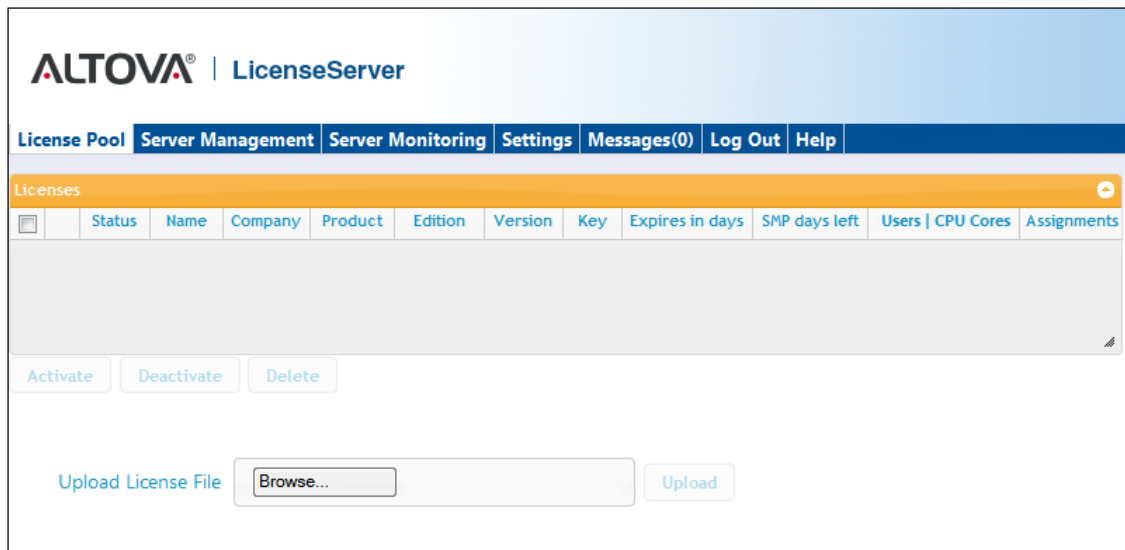 ALTOVA® | LicenseServer
License Pool Server Management Server Monitoring Settings Messages(0) Log Out Help
Licenses
Status Name Company Product Edition Version Key Expires in days SMP days left Users | CPU Cores Assignments
Activate Deactivate Delete
Upload License File Browse... Upload